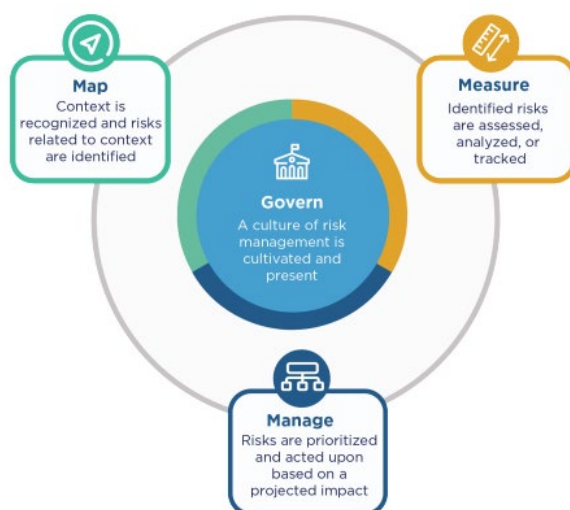 Map
Context is
recognized and risks
related to context
are identified
Measure
Identified risks
are assessed,
analyzed, or
tracked
Govern
A culture of risk
management is
cultivated and
present
Manage
Risks are prioritized
and acted upon
based on a
projected impact